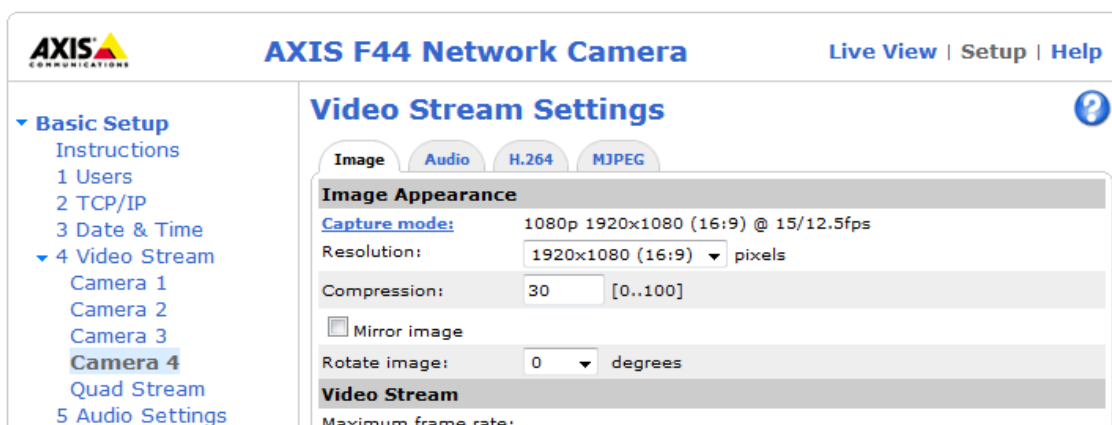 AXIS
COMMUNICATIONS
AXIS F44 Network Camera
Live View | Setup | Help
Basic Setup
Instructions
1 Users
2 TCP/IP
3 Date & Time
4 Video Stream
Camera 1
Camera 2
Camera 3
Camera 4
Quad Stream
5 Audio Settings
Video Stream Settings
?
Image Audio H.264 MJPEG
Image Appearance
Capture mode: 1080p 1920x1080 (16:9) @ 15/12.5fps
Resolution: 1920x1080 (16:9) pixels
Compression: 30 [0..100]
Mirror image
Rotate image: 0 degrees
Video Stream
Maximum frame rate: